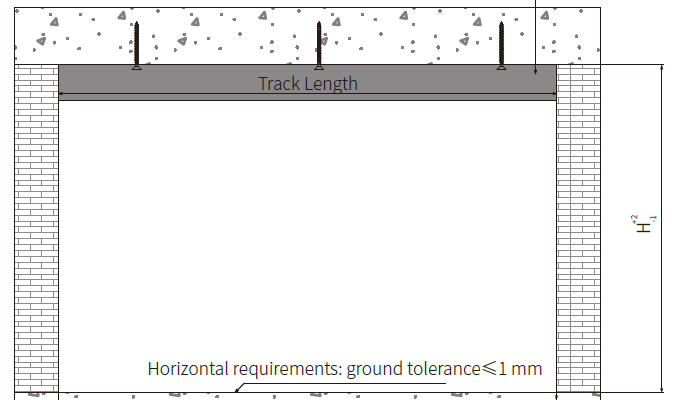 Track Length
H +2 -1
Horizontal requirements: ground tolerance≤1 mm